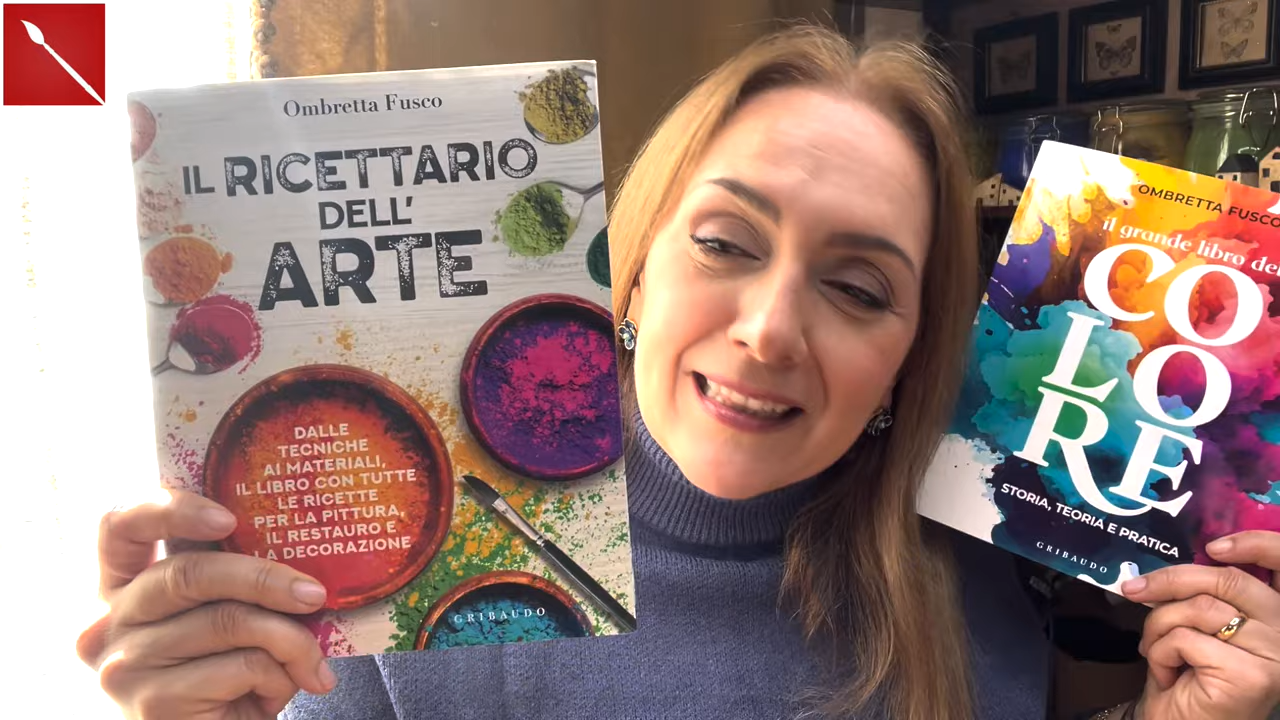 Ombretta Fusco
IL RICETTARIO
DELL'
ARTE
DALLE
TECNICHE
AI MATERIALI,
IL LIBRO CON TUTTE
LE RICETTE
PER LA PITTURA,
IL RESTAURO E
LA DECORAZIONE
GRIBAUDO
OMBRETTA FUSCO
il grande libro del
CO
LO
RE
STORIA, TEORIA E PRATICA
GRIBAUDO